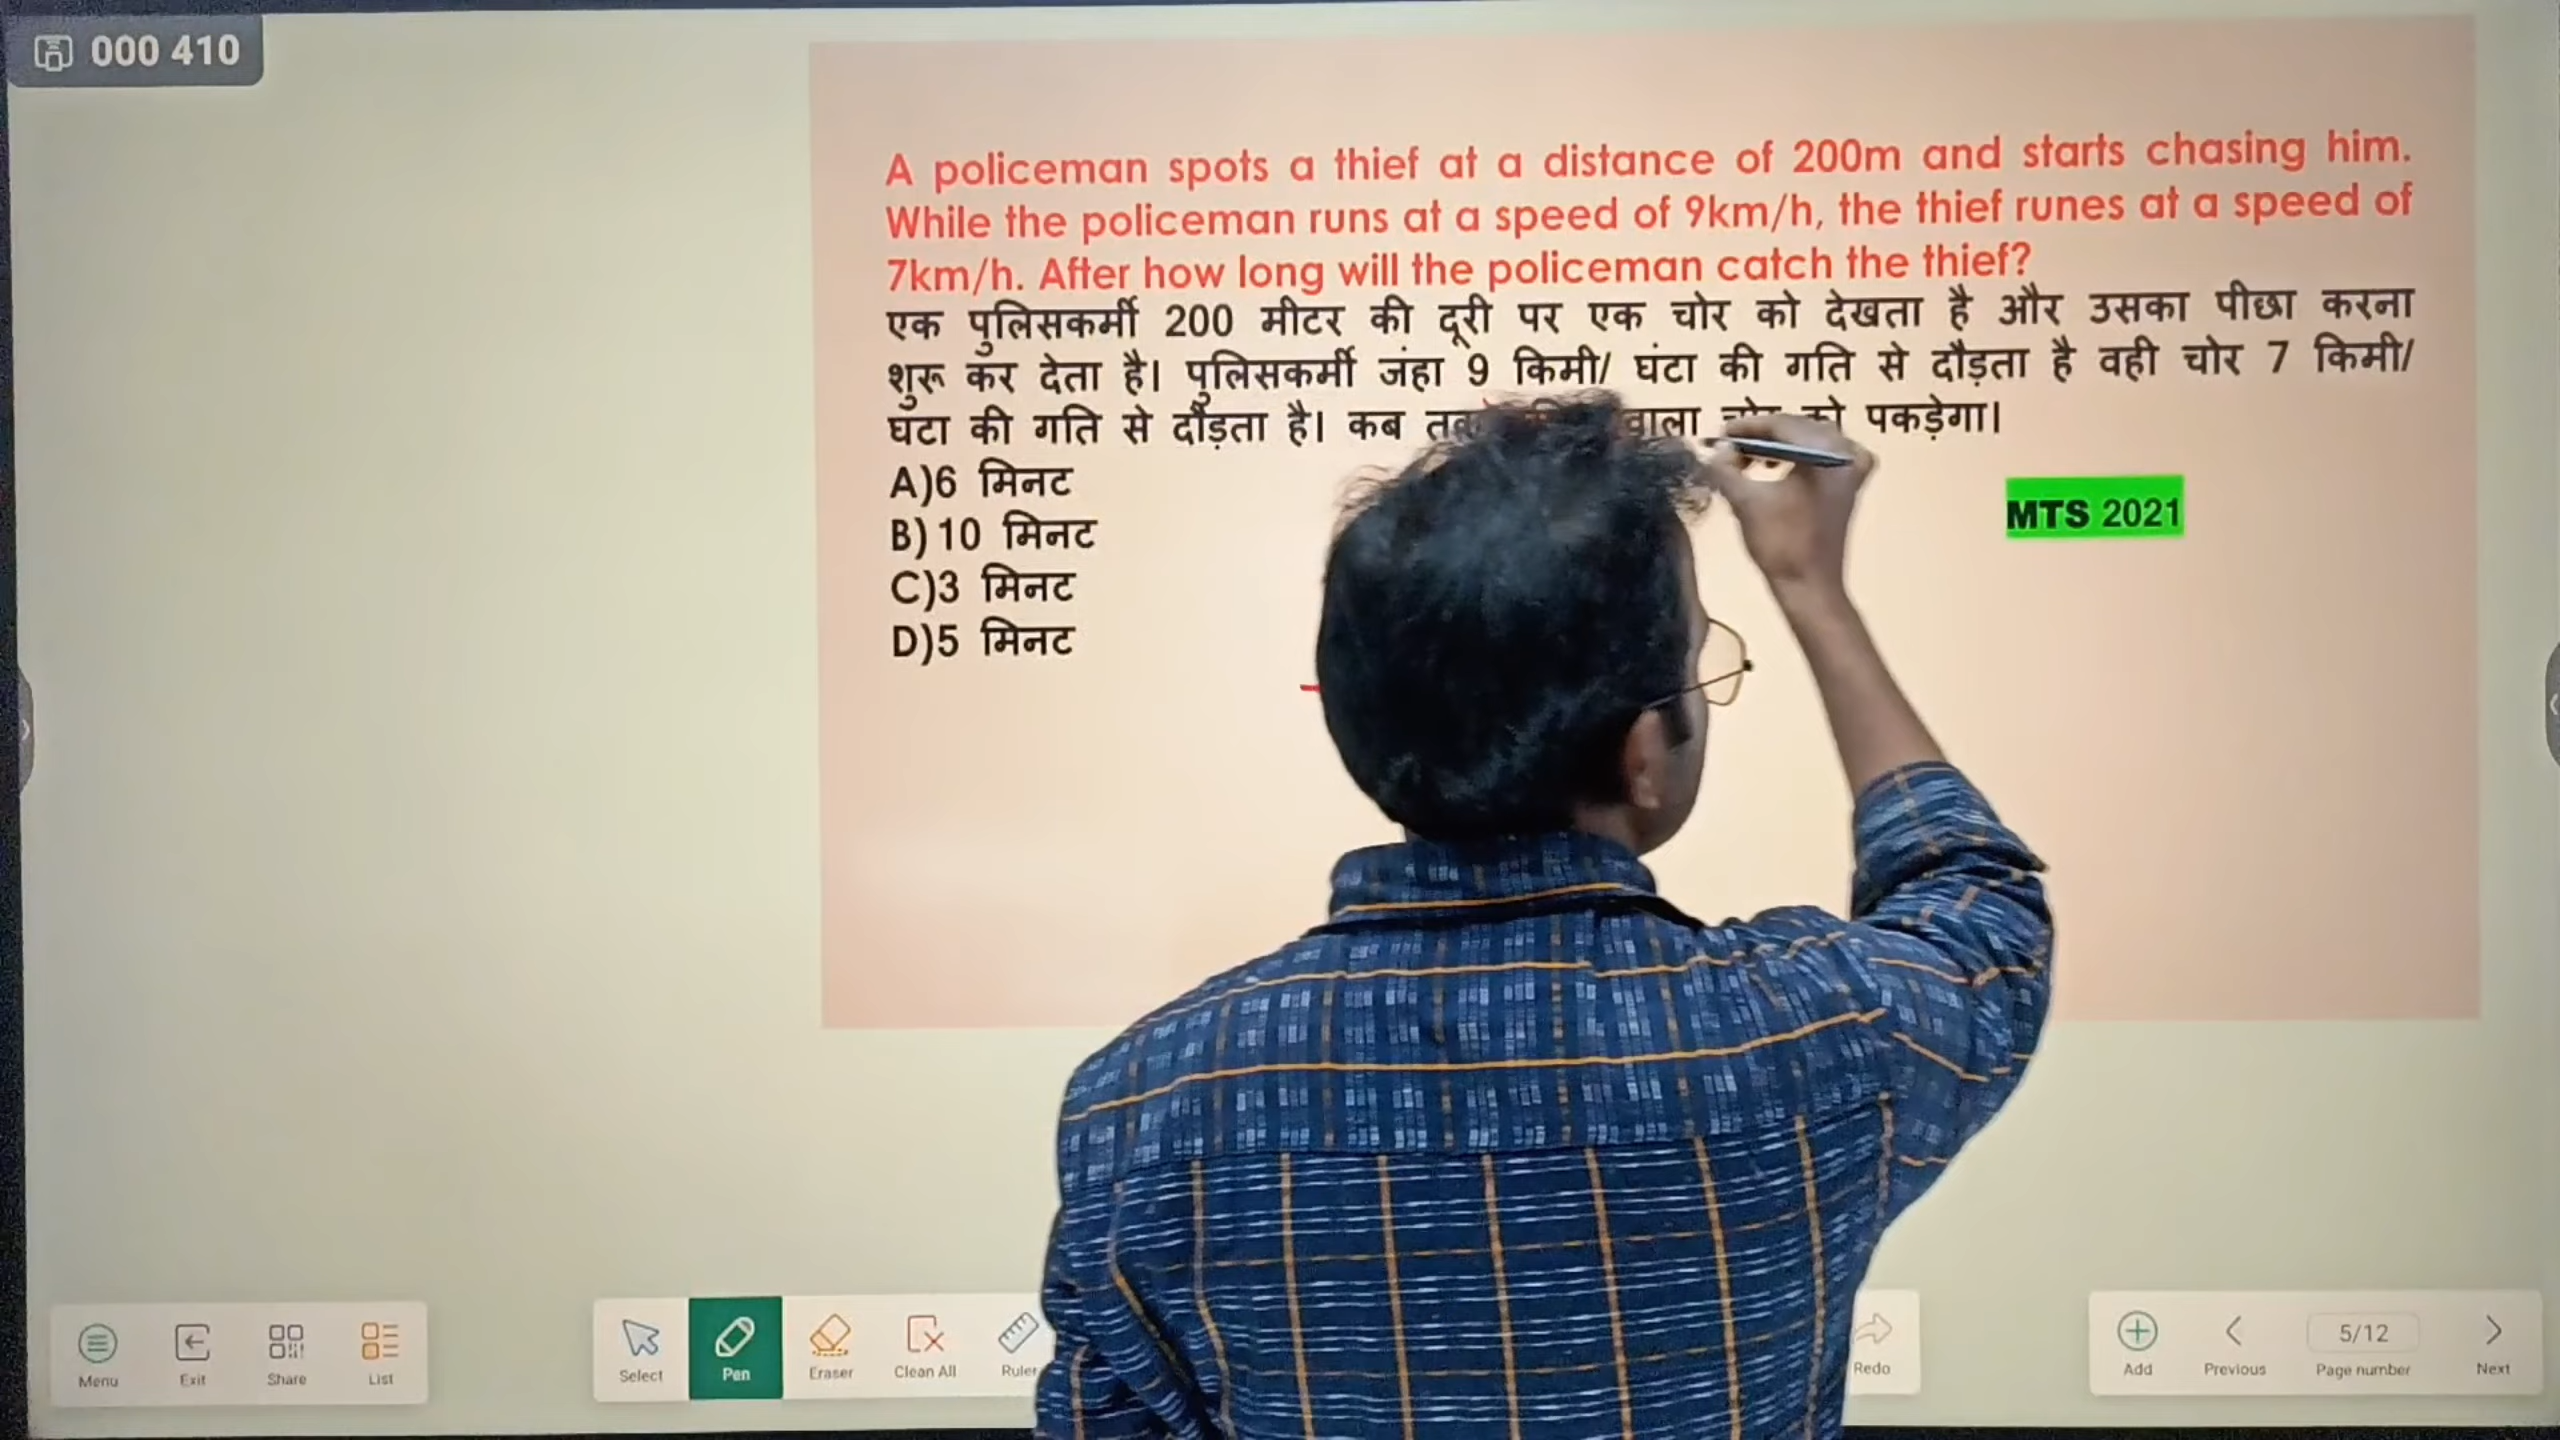 000 410
A policeman spots a thief at a distance of 200m and starts chasing him.
While the policeman runs at a speed of 9km/h, the thief runes at a speed of
7km/h. After how long will the policeman catch the thief?
एक पुलिसकर्मी 200 मीटर की दूरी पर एक चोर को देखता है और उसका पीछा करना
शुरू कर देता है। पुलिसकर्मी जंहा 9 किमी/ घंटा की गति से दौड़ता है वही चोर 7 किमी/
घंटा की गति से दौड़ता है। कब वाला को पकड़ेगा।
A)6 मिनट
B) 10 मिनट
C)3 मिनट
D)5 मिनट
MTS 2021
Menu Exit Share List Select Pen Eraser Clean All Ruler Redo Add Previous 5/12 Page number Next